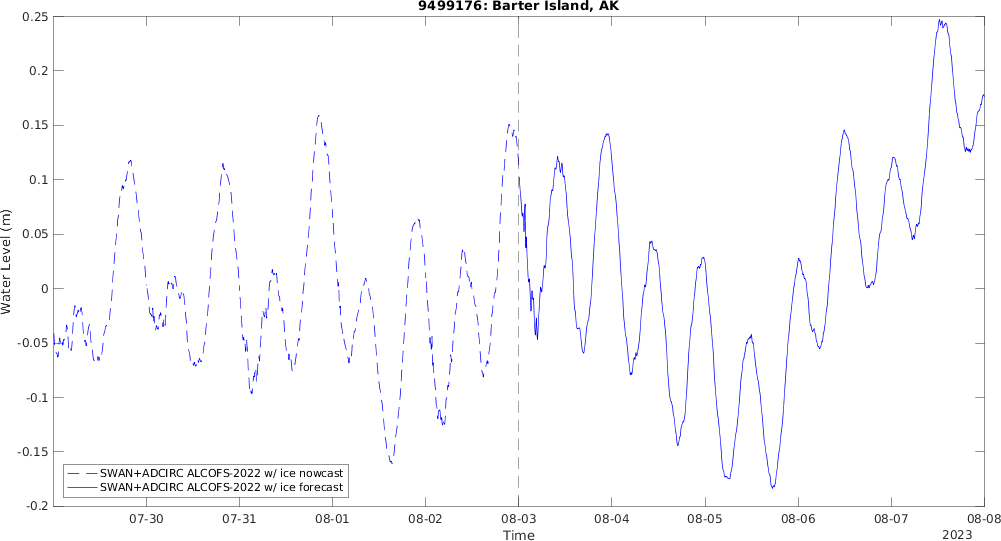 9499176: Barter Island, AK
0.25
0.2
0.15
0.1
0.05
0
-0.05
-0.1
-0.15
-0.2
Water Level (m)
SWAN+ADCIRC ALCOFS-2022 w/ ice nowcast
SWAN+ADCIRC ALCOFS-2022 w/ ice forecast
07-30 07-31 08-01 08-02 08-03 08-04 08-05 08-06 08-07 08-08
Time
2023